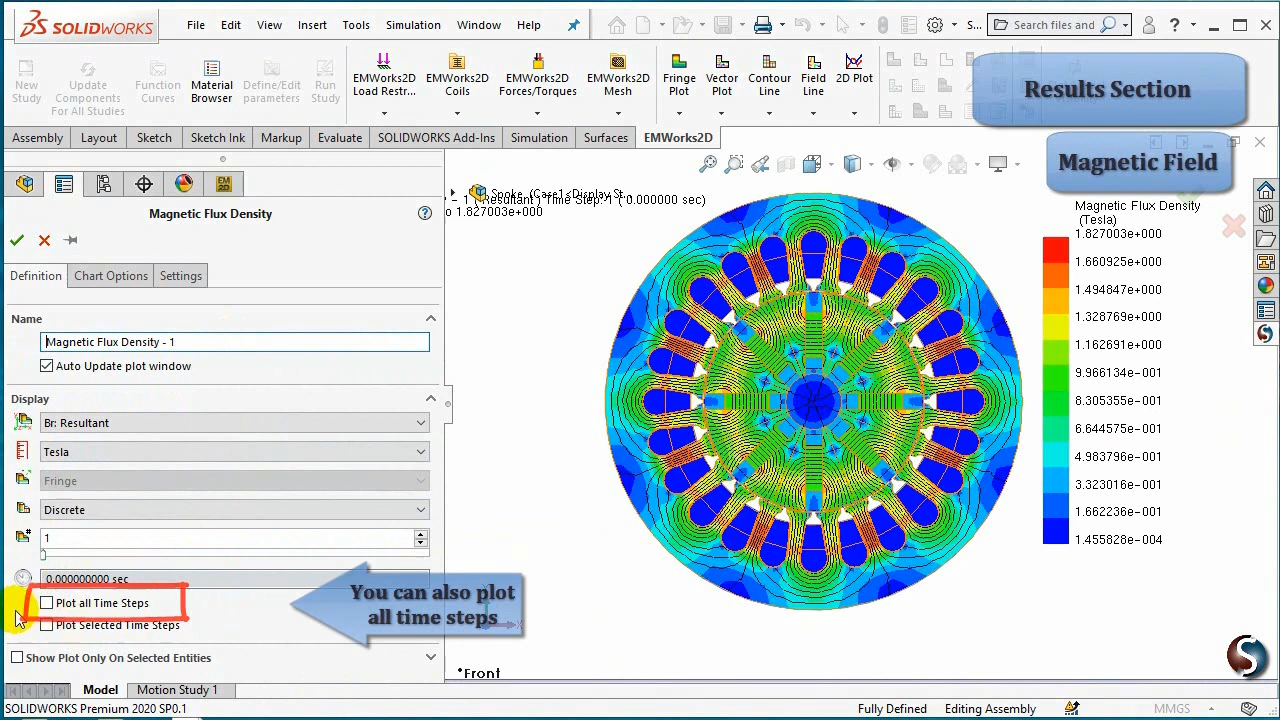 SOLIDWORKS
File Edit View Insert Tools Simulation Window Help
S...
Search files and
New Study
Update Components For All Studies
Function Curves
Material Browser
Define/Edit parameters
Run Study
EMWorks2D Load Restr...
EMWorks2D Coils
EMWorks2D Forces/Torques
EMWorks2D Mesh
Fringe Plot
Vector Plot
Contour Line
Field Line
2D Plot
Results Section
Assembly Layout Sketch Sketch Ink Markup Evaluate SOLIDWORKS Add-Ins Simulation Surfaces EMWorks2D
Magnetic Field
EM 2D
Magnetic Flux Density
Spoke (Case1<Display St
- 1 ( Resultant ) Time Step: 1 ( 0.000000 sec)
o 1.827003e+000
Magnetic Flux Density
(Tesla)
1.827003e+000
1.660925e+000
1.494847e+000
1.328769e+000
1.162691e+000
9.966134e-001
8.305355e-001
6.644575e-001
4.983796e-001
3.323016e-001
1.662236e-001
1.455828e-004
Definition Chart Options Settings
Name
Magnetic Flux Density - 1
Auto Update plot window
Display
Br: Resultant
Tesla
Fringe
Discrete
1
0.000000000 sec
Plot all Time Steps
Plot Selected Time Steps
You can also plot
all time steps
Show Plot Only On Selected Entities
*Front
Model Motion Study 1
SOLIDWORKS Premium 2020 SP0.1
Fully Defined Editing Assembly MMGS